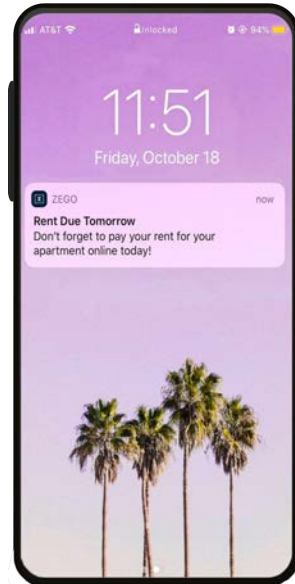 AT&T Unlocked 94%
11:51
Friday, October 18
ZEGO now
Rent Due Tomorrow
Don't forget to pay your rent for your
apartment online today!